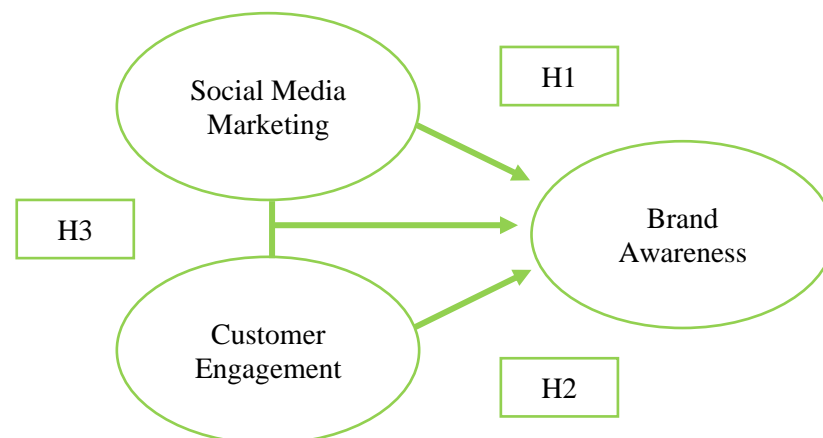 Social Media
Marketing
H1
Brand
Awareness
H3
Customer
Engagement
H2